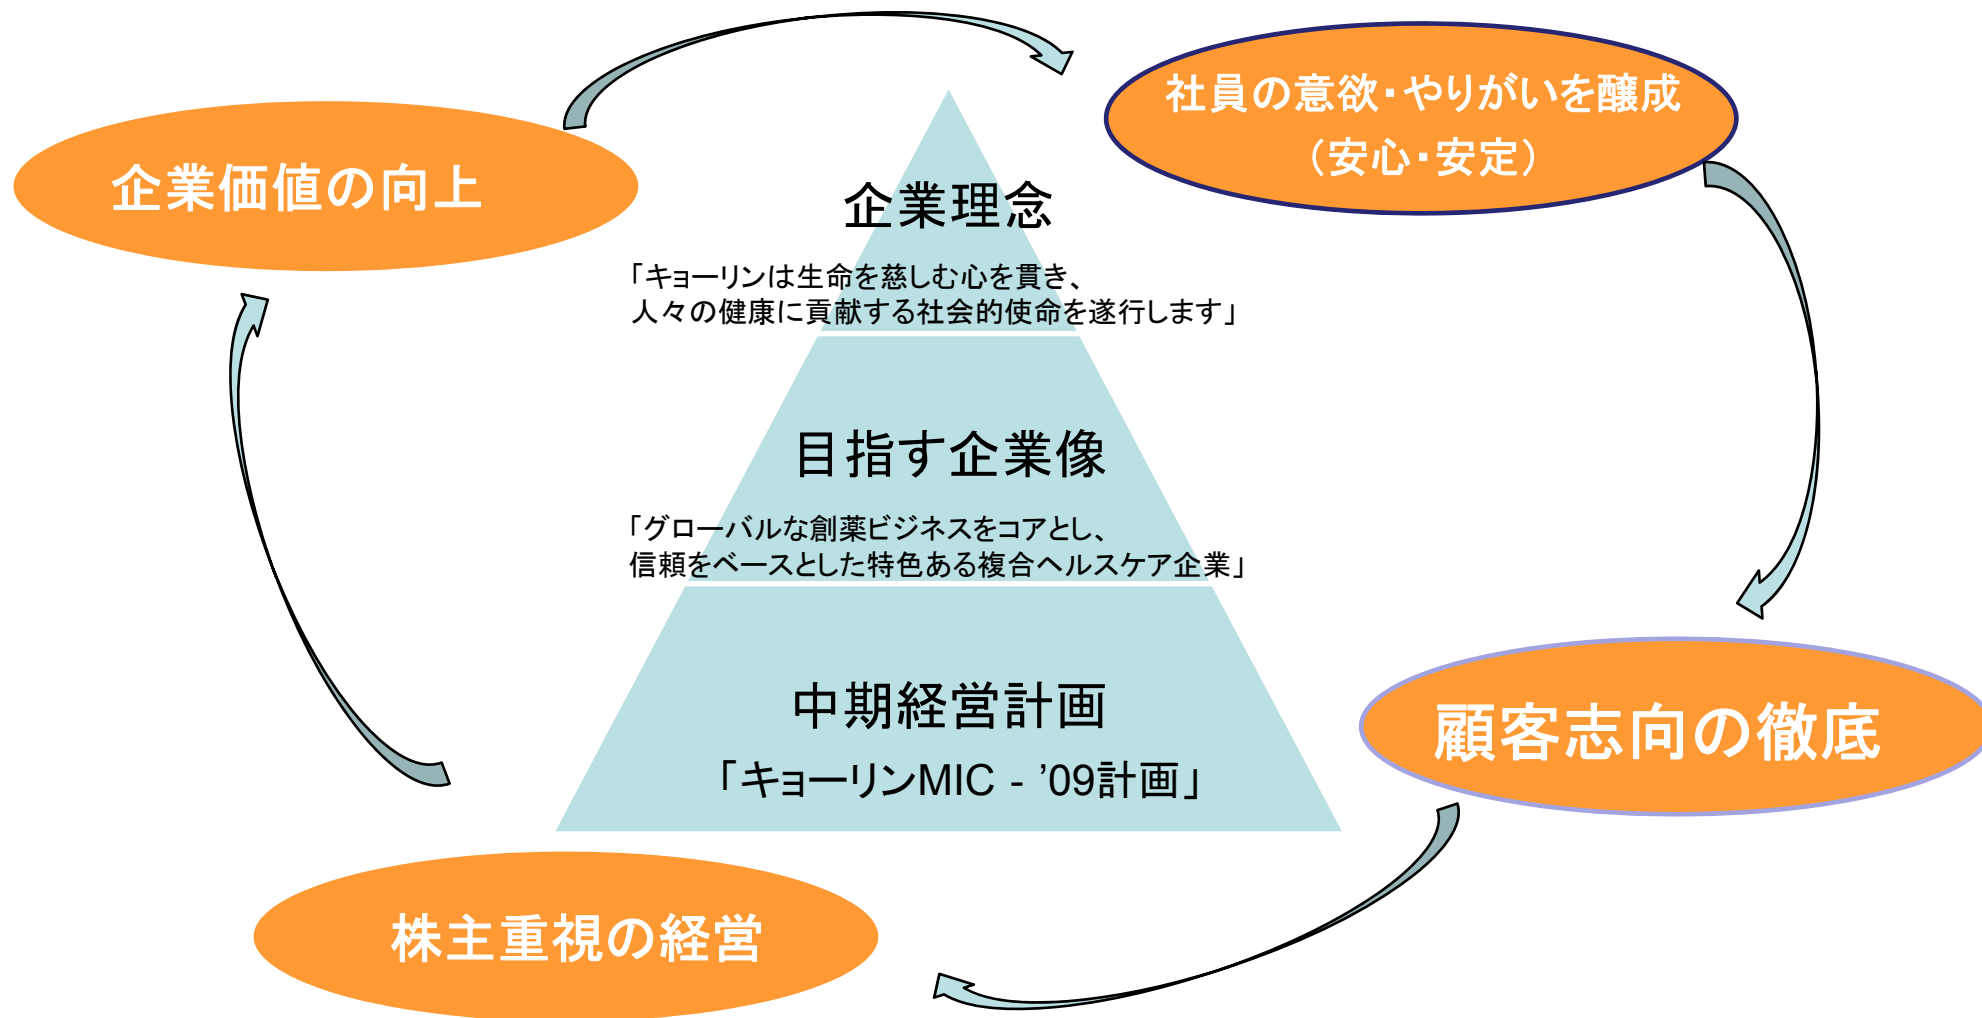 企業価値の向上
社員の意欲・やりがいを醸成
（安心・安定）
企業理念
「キョーリンは生命を慈しむ心を貫き、
人々の健康に貢献する社会的使命を遂行します」
目指す企業像
「グローバルな創薬ビジネスをコアとし、
信頼をベースとした特色ある複合ヘルスケア企業」
中期経営計画
「キョーリンMIC - ’09計画」
顧客志向の徹底
株主重視の経営